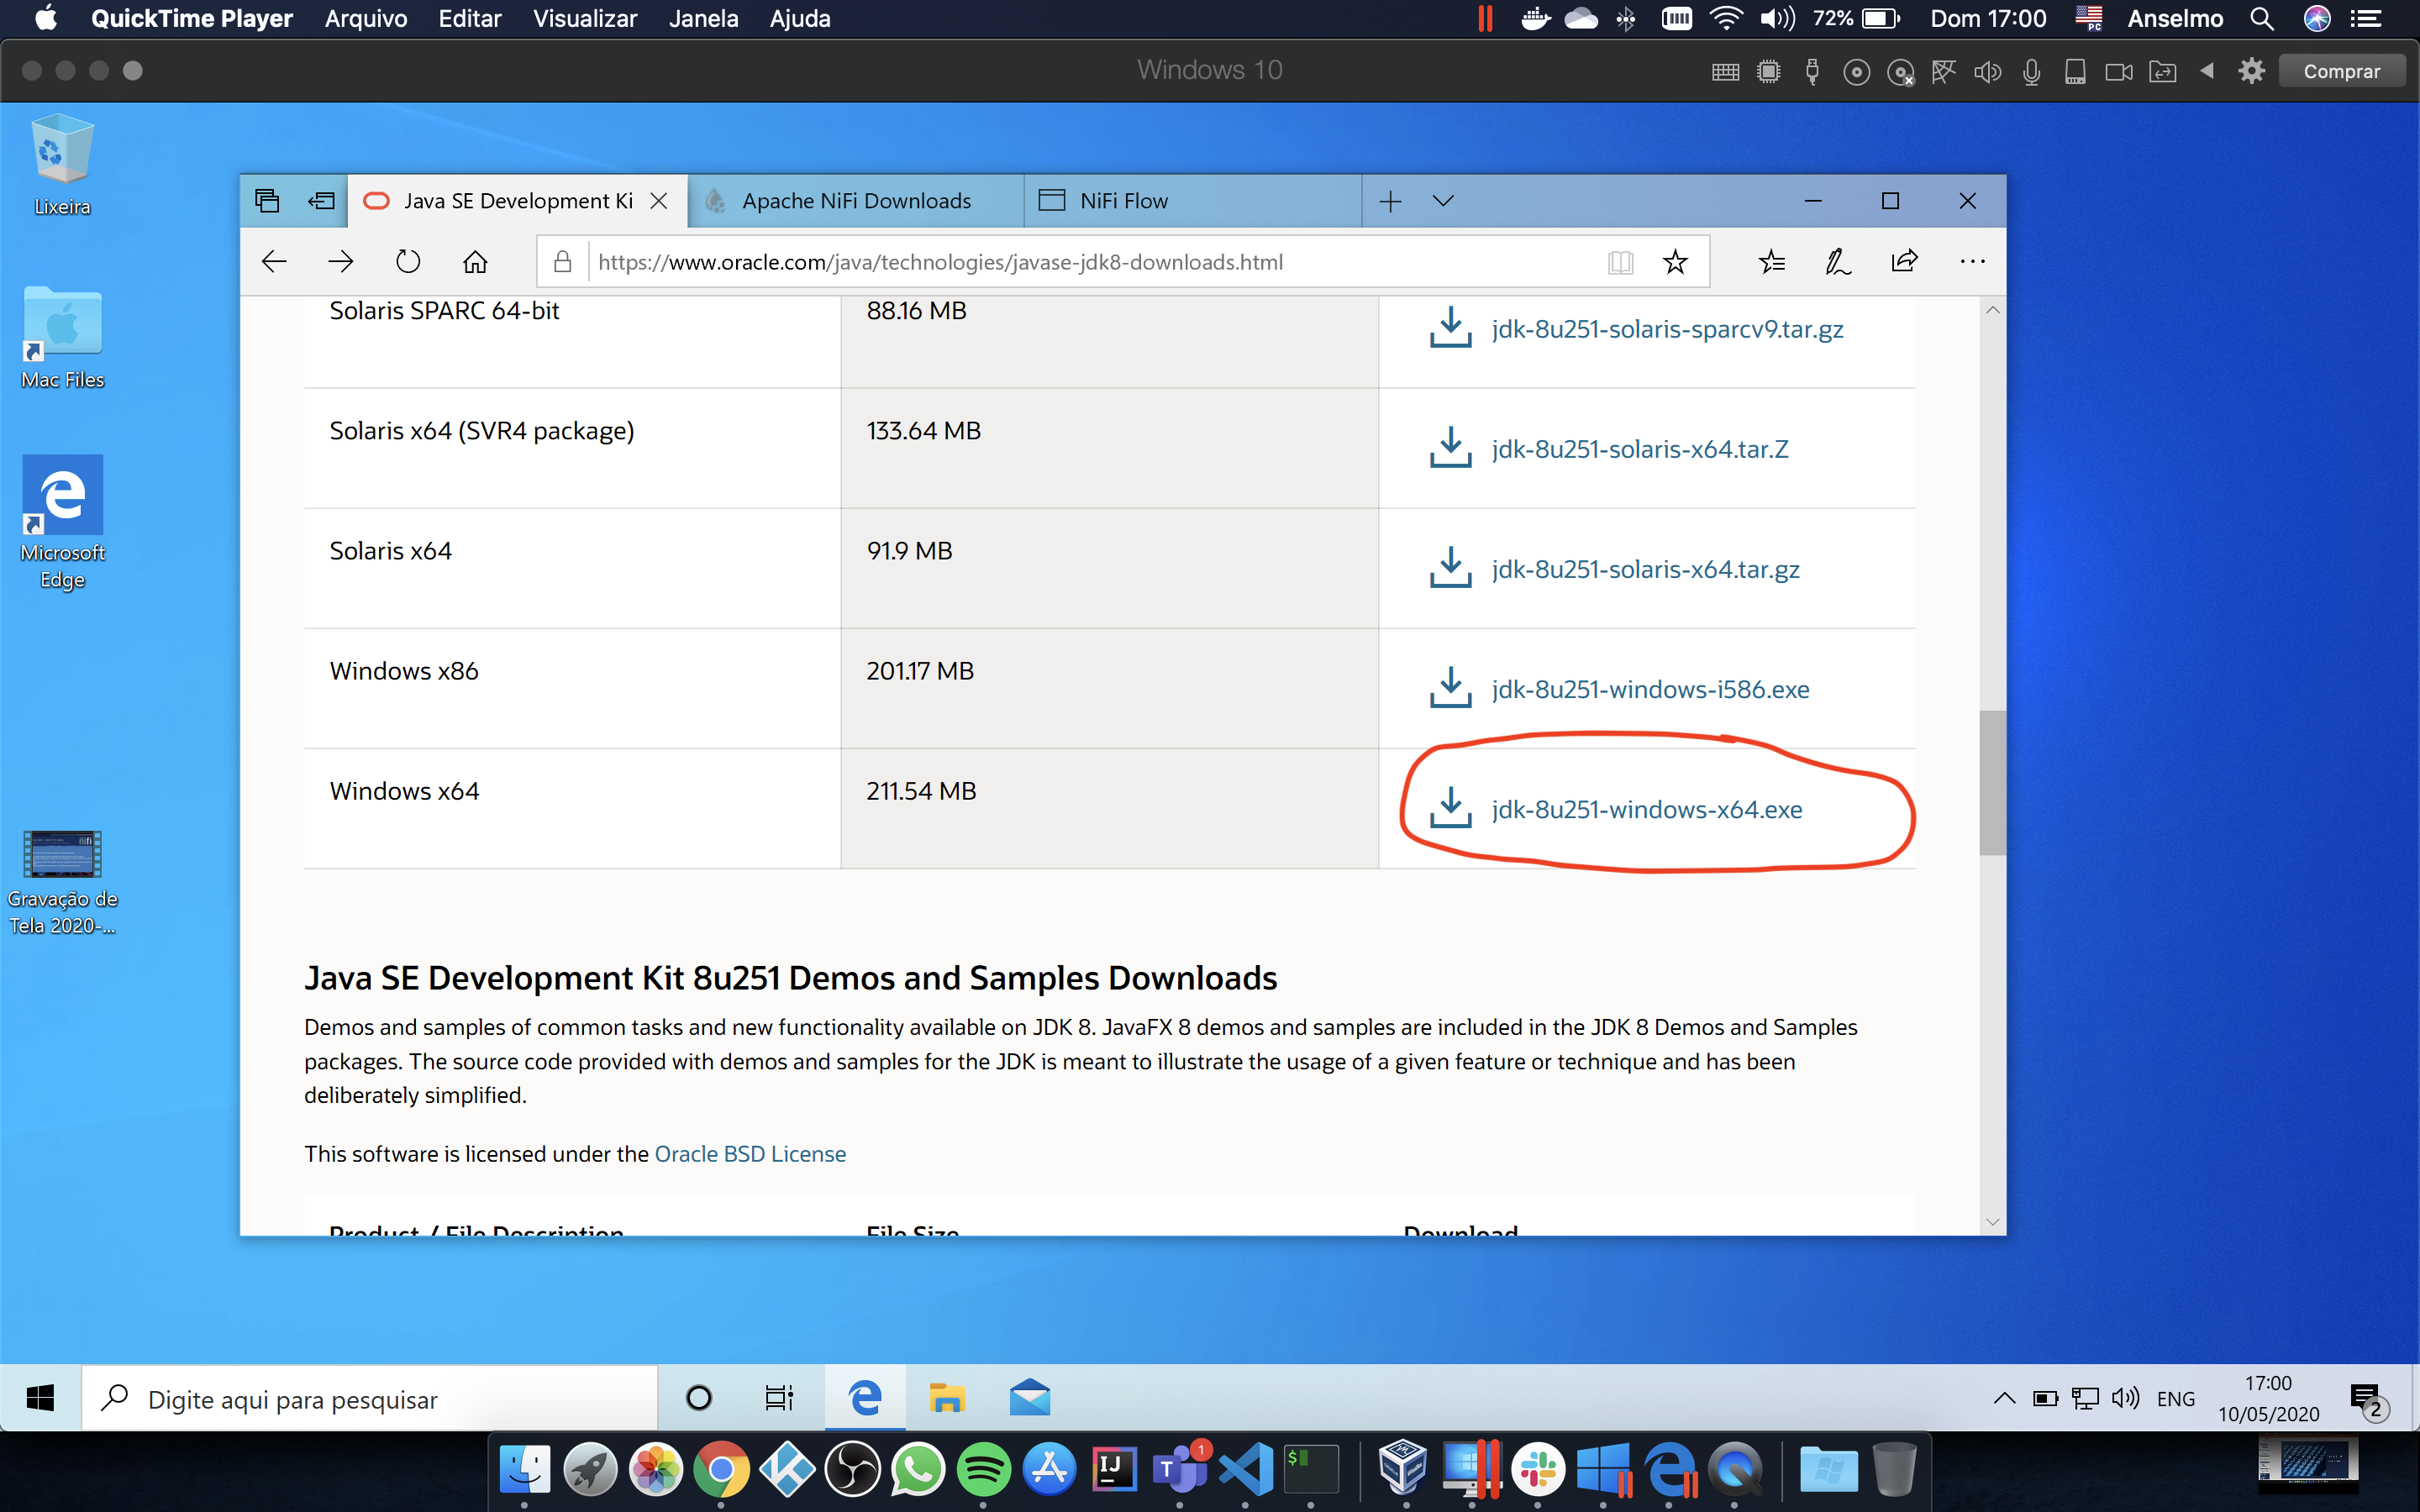 QuickTime Player Arquivo Editar Visualizar Janela Ajuda 72% Dom 17:00 PC Anselmo
Windows 10 Comprar
Lixeira
Mac Files
Microsoft
Edge
Gravação de
Tela 2020-...
Java SE Development Ki Apache NiFi Downloads NiFi Flow
https://www.oracle.com/java/technologies/javase-jdk8-downloads.html
Solaris SPARC 64-bit 88.16 MB jdk-8u251-solaris-sparcv9.tar.gz
Solaris x64 (SVR4 package) 133.64 MB jdk-8u251-solaris-x64.tar.Z
Solaris x64 91.9 MB jdk-8u251-solaris-x64.tar.gz
Windows x86 201.17 MB jdk-8u251-windows-i586.exe
Windows x64 211.54 MB jdk-8u251-windows-x64.exe
Java SE Development Kit 8u251 Demos and Samples Downloads
Demos and samples of common tasks and new functionality available on JDK 8. JavaFX 8 demos and samples are included in the JDK 8 Demos and Samples
packages. The source code provided with demos and samples for the JDK is meant to illustrate the usage of a given feature or technique and has been
deliberately simplified.
This software is licensed under the Oracle BSD License
Product / File Description File Size Download
Digite aqui para pesquisar
ENG
17:00
10/05/2020
2
IJ
T
1
$